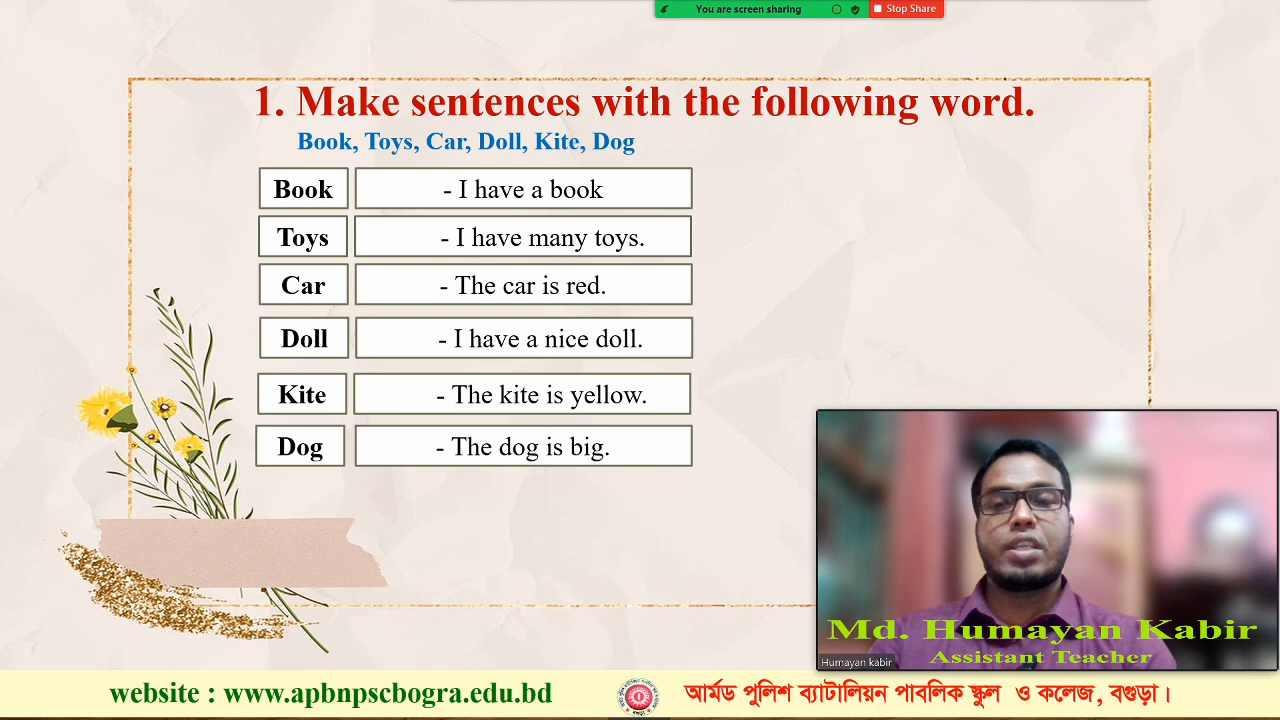 You are screen sharing
Stop Share
1. Make sentences with the following word.
Book, Toys, Car, Doll, Kite, Dog
Book - I have a book
Toys - I have many toys.
Car - The car is red.
Doll - I have a nice doll.
Kite - The kite is yellow.
Dog - The dog is big.
Md. Humayan Kabir
Assistant Teacher
Humayan kabir
website : www.apbnpscbogra.edu.bd
আর্মড পুলিশ ব্যাটালিয়ন পাবলিক স্কুল ও কলেজ, বগুড়া।